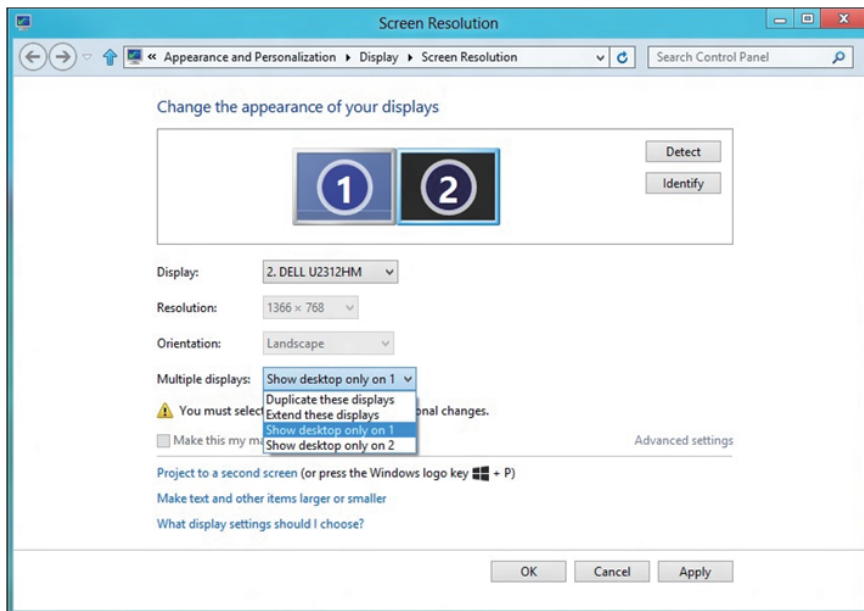 Screen Resolution
« Appearance and Personalization Display Screen Resolution Search Control Panel
Change the appearance of your displays
1 2
Detect
Identify
Display: 2. DELL U2312HM
Resolution: 1366 × 768
Orientation: Landscape
Multiple displays: Show desktop only on 1
Duplicate these displays
You must onal changes.
Extend these displays
Show desktop only on 1
Make this my Advanced settings
Show desktop only on 2
Project to a second screen (or press the Windows logo key + P)
Make text and other items larger or smaller
What display settings should I choose?
OK Cancel Apply